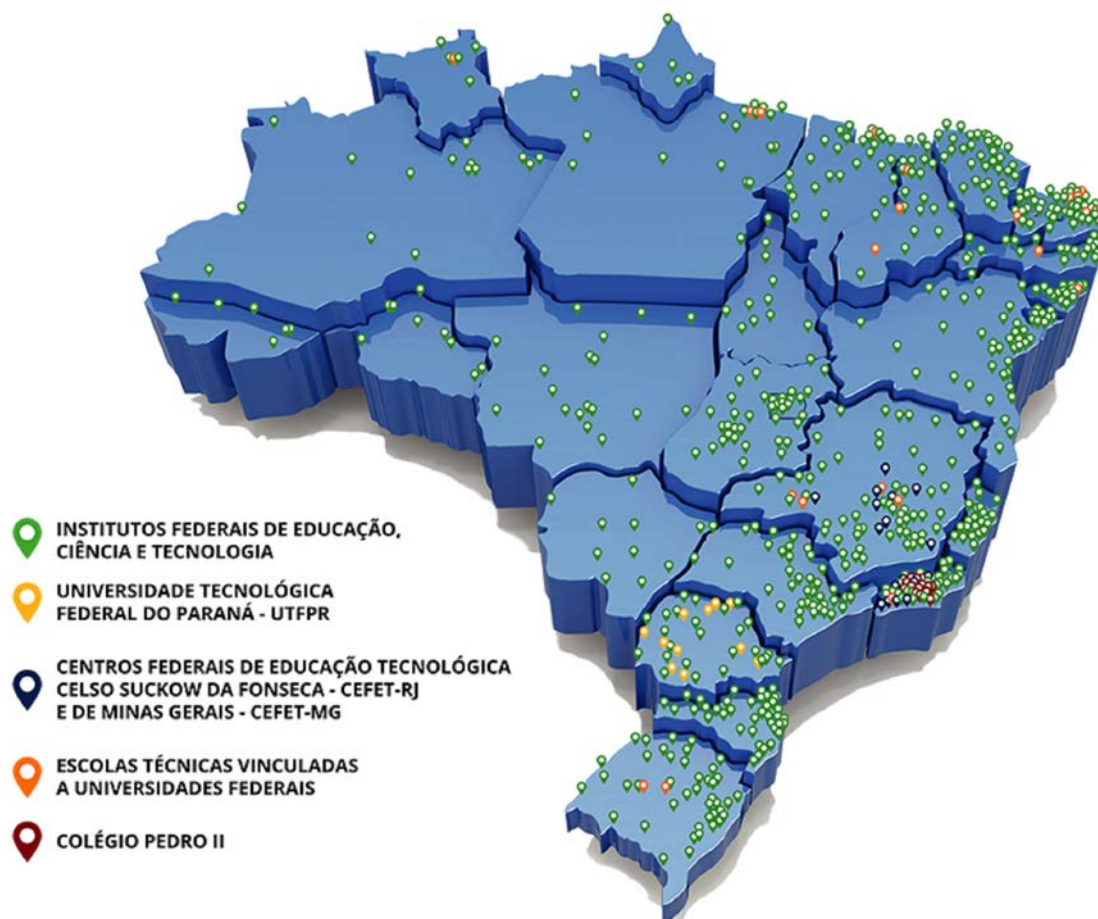 INSTITUTOS FEDERAIS DE EDUCAÇÃO,
CIÊNCIA E TECNOLOGIA
UNIVERSIDADE TECNOLÓGICA
FEDERAL DO PARANÁ - UTFPR
CENTROS FEDERAIS DE EDUCAÇÃO TECNOLÓGICA
CELSO SUCKOW DA FONSECA - CEFET-RJ
E DE MINAS GERAIS - CEFET-MG
ESCOLAS TÉCNICAS VINCULADAS
A UNIVERSIDADES FEDERAIS
COLÉGIO PEDRO II